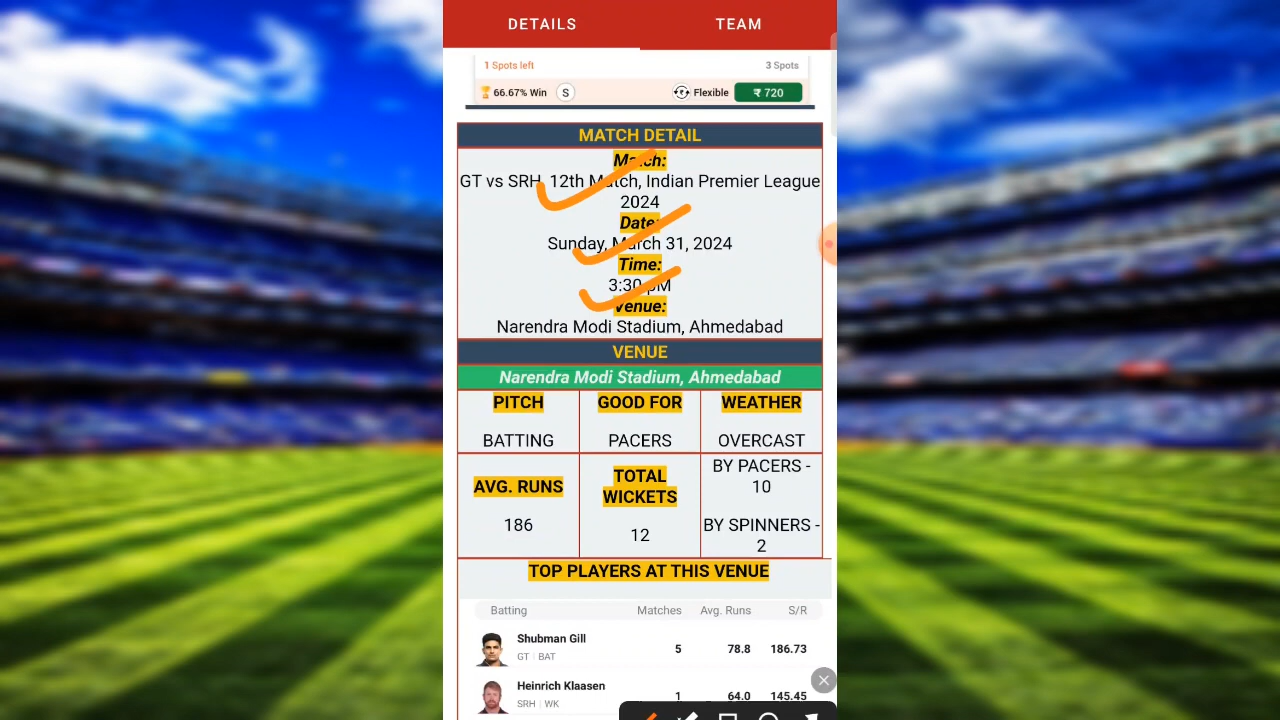 DETAILS TEAM
1 Spots left 3 Spots
66.67% Win S Flexible ₹ 720
MATCH DETAIL
Match:
GT vs SRH, 12th Match, Indian Premier League
2024
Date:
Sunday, March 31, 2024
Time:
3:30 pM
Venue:
Narendra Modi Stadium, Ahmedabad
VENUE
Narendra Modi Stadium, Ahmedabad
PITCH GOOD FOR WEATHER
BATTING PACERS OVERCAST
AVG. RUNS
186
TOTAL
WICKETS
12
BY PACERS -
10
BY SPINNERS -
2
TOP PLAYERS AT THIS VENUE
Batting Matches Avg. Runs S/R
Shubman Gill
GT | BAT
5 78.8 186.73
Heinrich Klaasen
SRH | WK
1 64.0 145.45